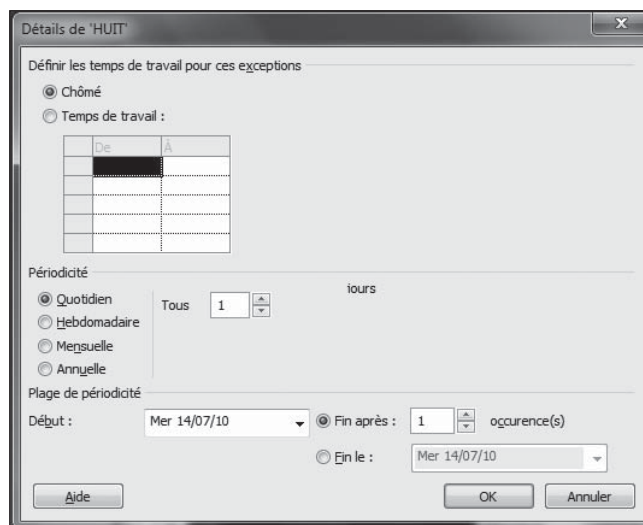 Détails de 'HUIT'
Définir les temps de travail pour ces exceptions
Chômé
Temps de travail :
De À
Périodicité
Quotidien
Tous 1 jours
Hebdomadaire
Mensuelle
Annuelle
Plage de périodicité
Début : Mer 14/07/10 Fin après : 1 occurence(s)
Fin le : Mer 14/07/10
Aide OK Annuler